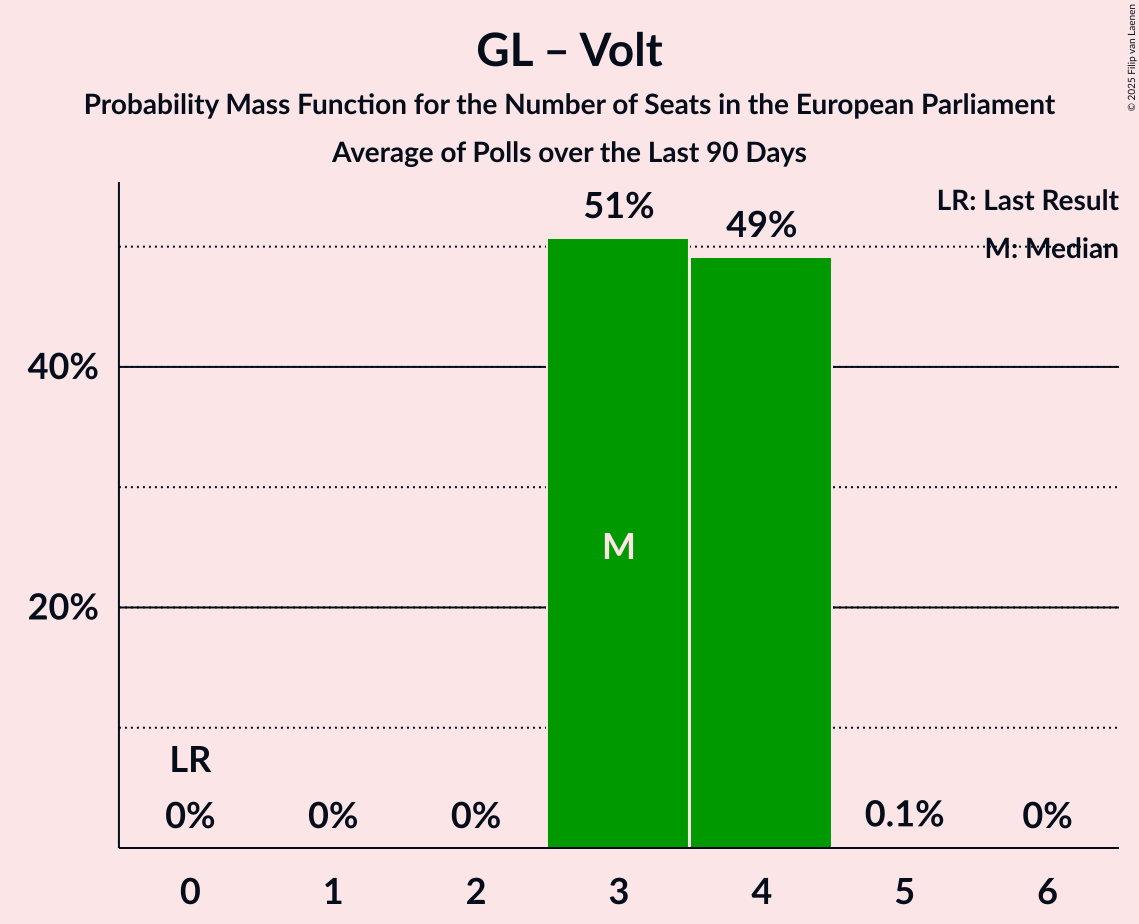 GL – Volt
Probability Mass Function for the Number of Seats in the European Parliament
Average of Polls over the Last 90 Days
© 2025 Filip van Laenen
LR: Last Result
M: Median
51%
49%
40%
20%
M
LR
0%
0%
0%
0.1%
0%
0
1
2
3
4
5
6